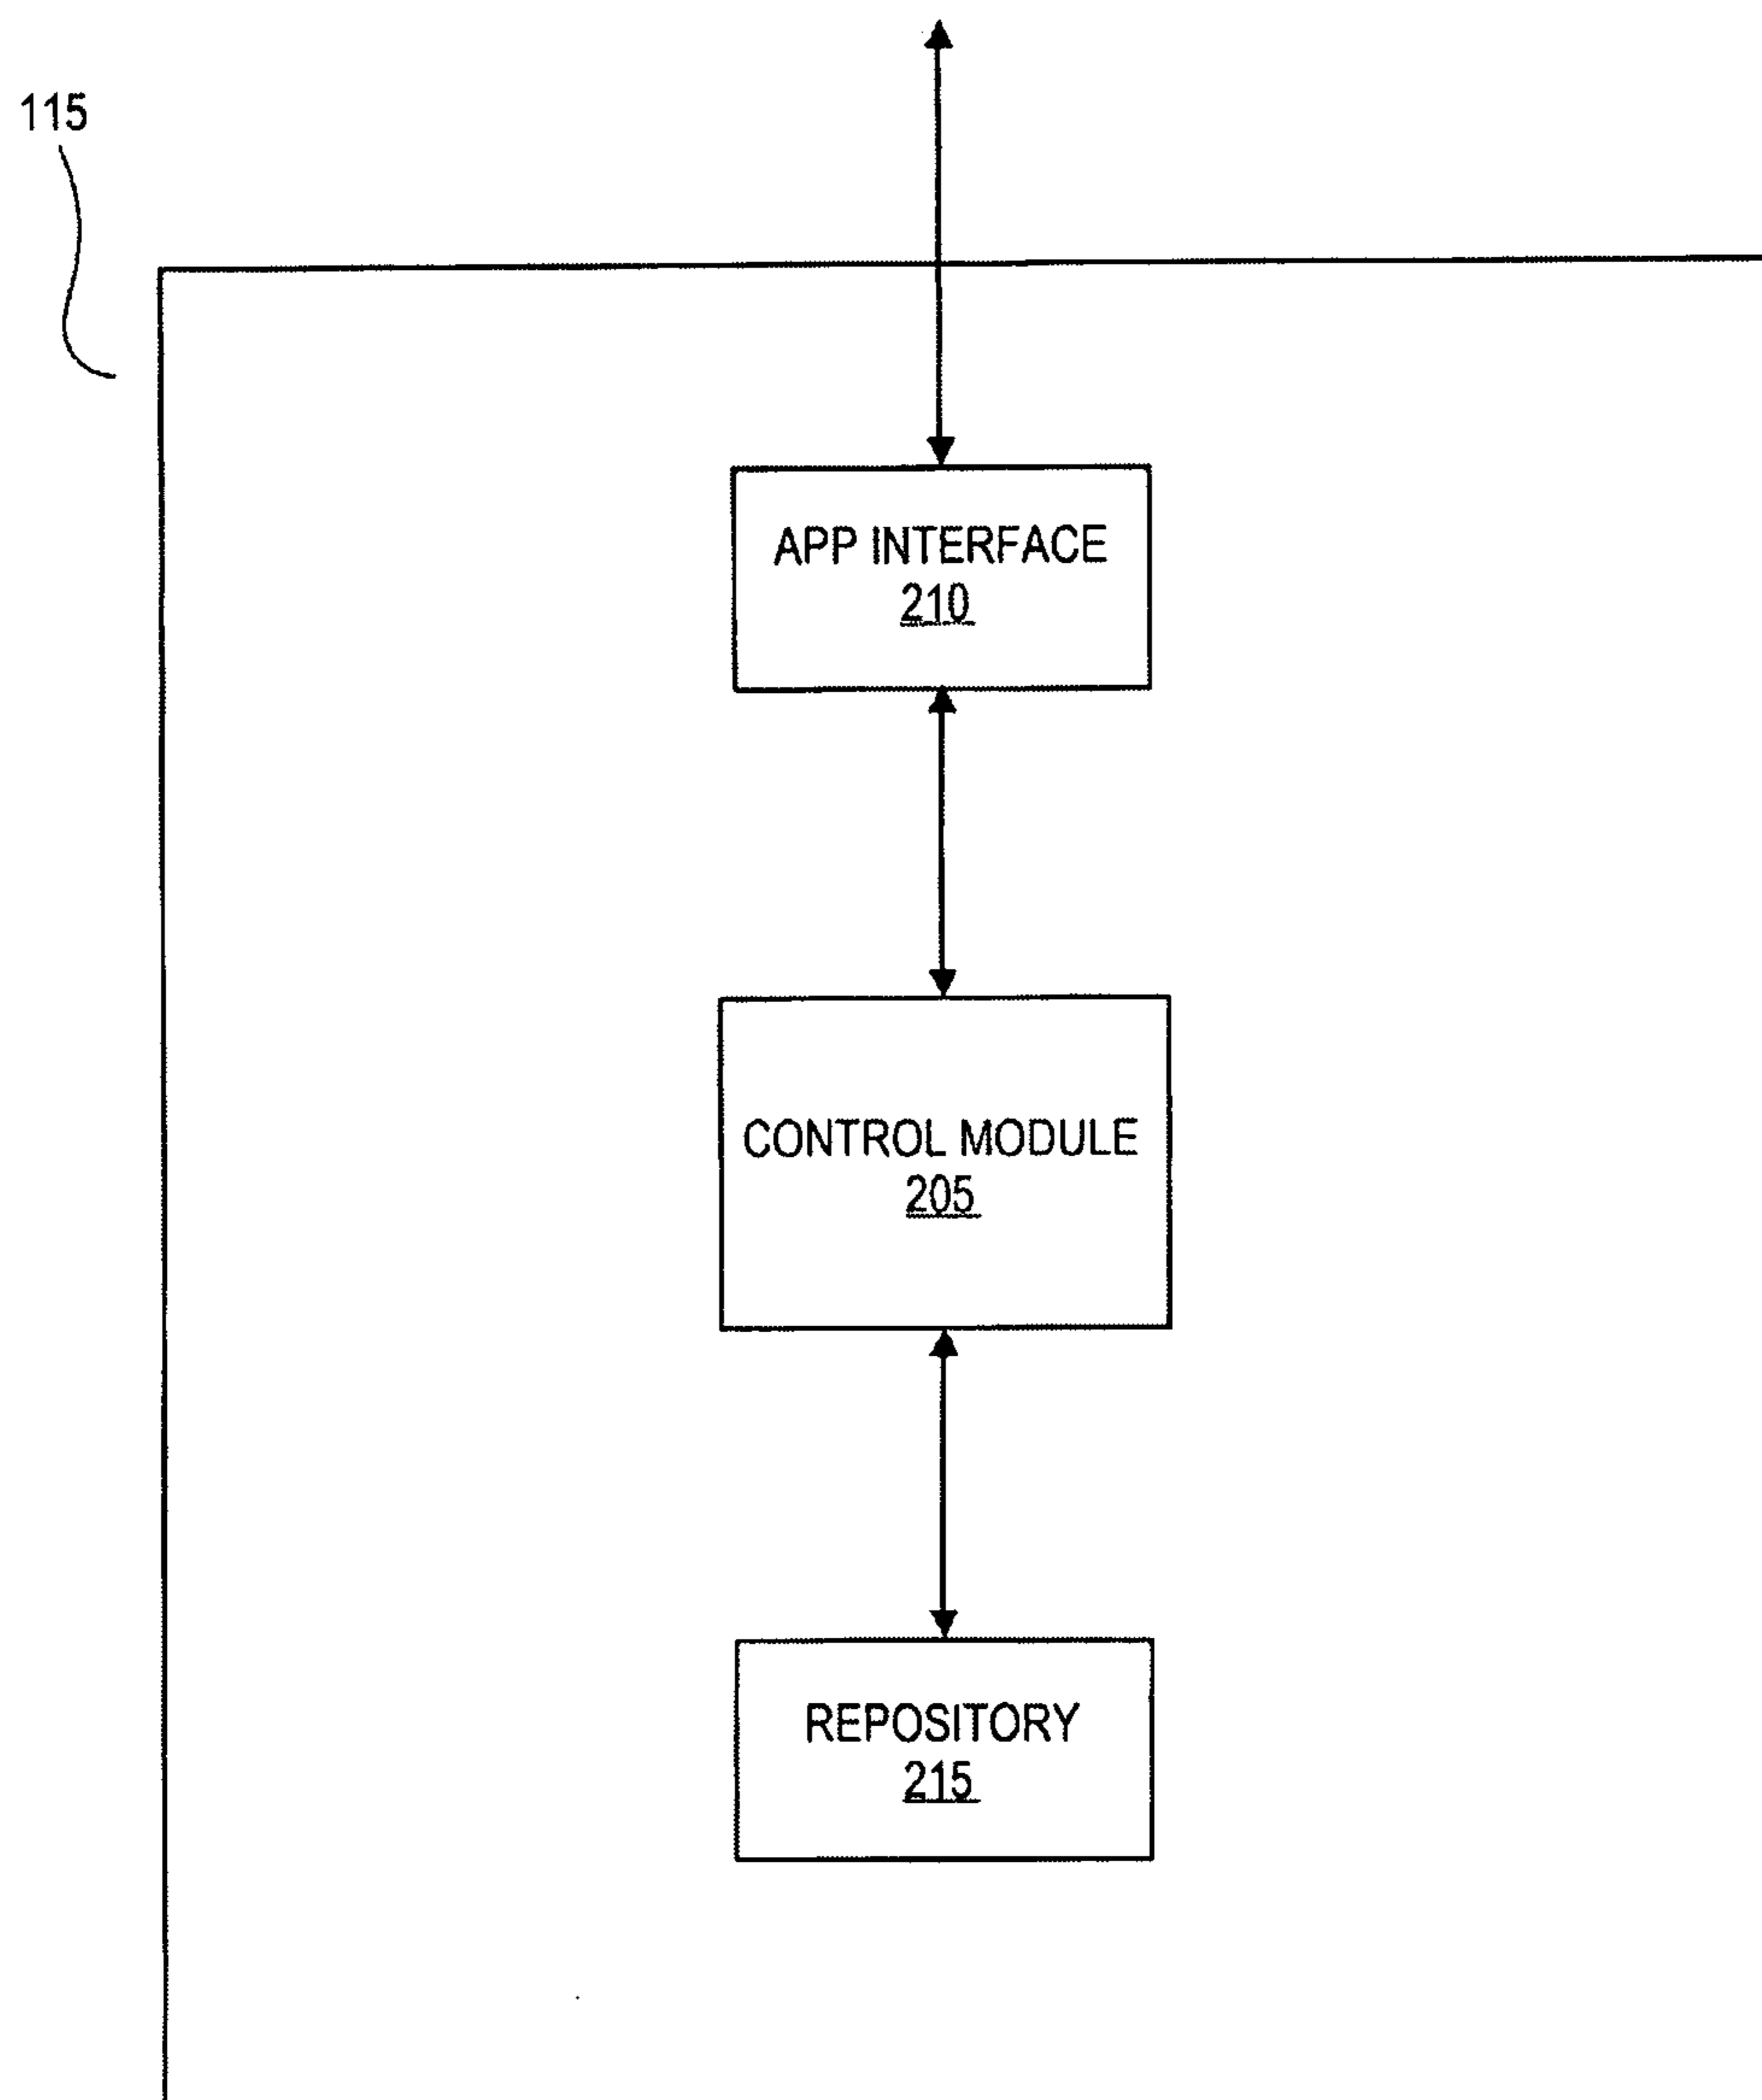 115
APP INTERFACE
210
CONTROL MODULE
205
REPOSITORY
215